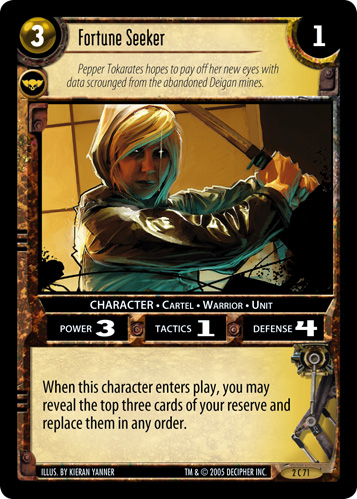 3 Fortune Seeker 1
Pepper Tokarates hopes to pay off her new eyes with
data scrounged from the abandoned Deigan mines.
CHARACTER • CARTEL • WARRIOR • UNIT
POWER 3 TACTICS 1 DEFENSE 4
When this character enters play, you may
reveal the top three cards of your reserve and
replace them in any order.
ILLUS. BY KIERAN YANNER TM & © 2005 DECIPHER INC. 2 C 71